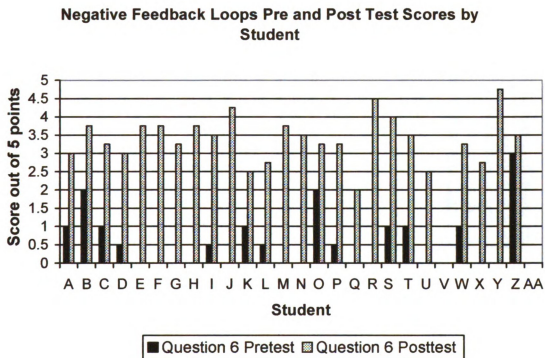 Negative Feedback Loops Pre and Post Test Scores by
Student
Score out of 5 points
5
4.5
4
3.5
3
2.5
2
1.5
1
0.5
0
A B C D E F G H I J K L M N O P Q R S T U V W X Y Z AA
Student
Question 6 Pretest Question 6 Posttest